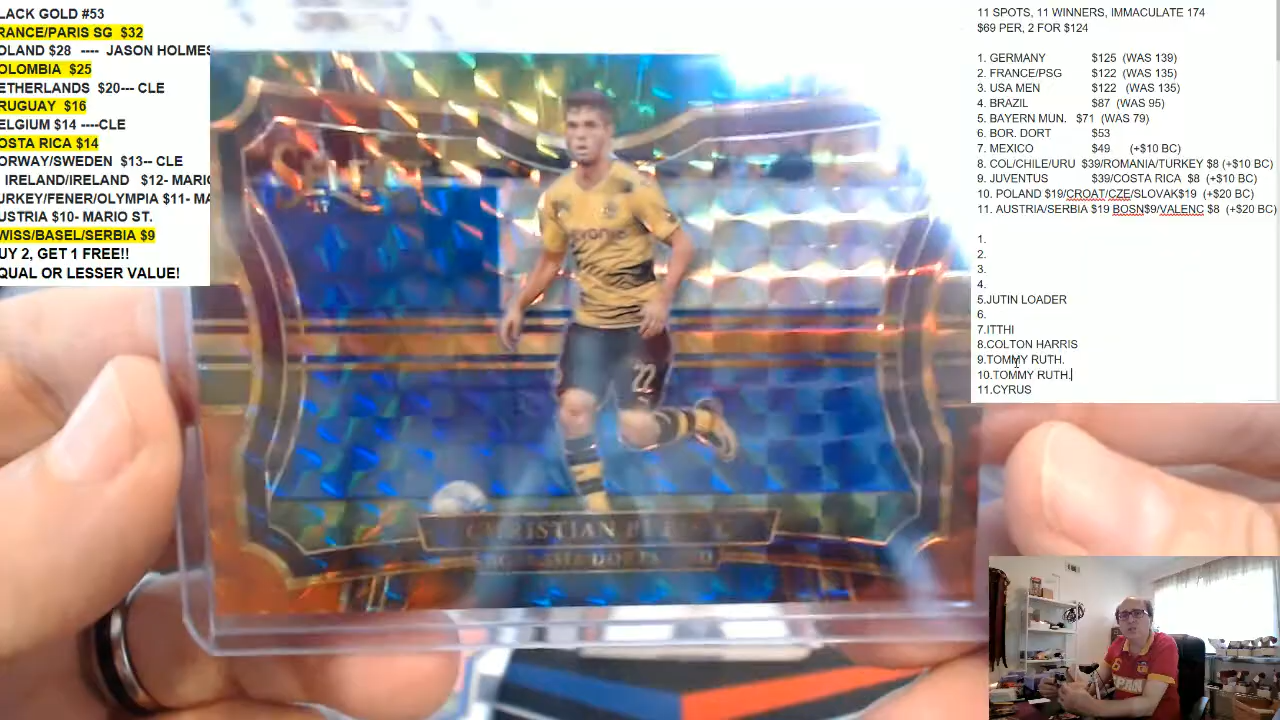 LACK GOLD #53
RANCE/PARIS SG $32
OLAND $28 ---- JASON HOLMES
OLOMBIA $25
ETHERLANDS $20--- CLE
RUGUAY $16
ELGIUM $14 ----CLE
OSTA RICA $14
ORWAY/SWEDEN $13-- CLE
IRELAND/IRELAND $12- MARIO
URKEY/FENER/OLYMPIA $11- MA
USTRIA $10- MARIO ST.
WISS/BASEL/SERBIA $9
UY 2, GET 1 FREE!!
QUAL OR LESSER VALUE!
SELECT
22
CHRISTIAN
11 SPOTS, 11 WINNERS, IMMACULATE 174
$69 PER, 2 FOR $124
1. GERMANY $125 (WAS 139)
2. FRANCE/PSG $122 (WAS 135)
3. USA MEN $122 (WAS 135)
4. BRAZIL $87 (WAS 95)
5. BAYERN MUN. $71 (WAS 79)
6. BOR. DORT $53
7. MEXICO $49 (+$10 BC)
8. COL/CHILE/URU $39/ROMANIA/TURKEY $8 (+$10 BC)
9. JUVENTUS $39/COSTA RICA $8 (+$10 BC)
10. POLAND $19/CROAT/CZE/SLOVAK$19 (+$20 BC)
11. AUSTRIA/SERBIA $19 BOSN$9/VALENC $8 (+$20 BC)
1.
2.
3.
4.
5.JUTIN LOADER
6.
7.ITTHI
8.COLTON HARRIS
9.TOMMY RUTH.
10.TOMMY RUTH.
11.CYRUS